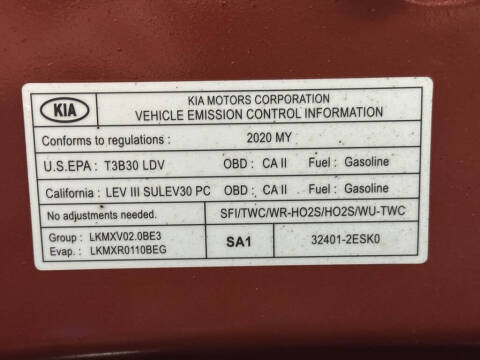 KIA
KIA MOTORS CORPORATION
VEHICLE EMISSION CONTROL INFORMATION
Conforms to regulations : 2020 MY
U.S.EPA : T3B30 LDV OBD : CA II Fuel : Gasoline
California : LEV III SULEV30 PC OBD : CA II Fuel : Gasoline
No adjustments needed. SFI/TWC/WR-HO2S/HO2S/WU-TWC
Group : LKMXV02.0BE3
Evap. : LKMXR0110BEG
SA1
32401-2ESK0